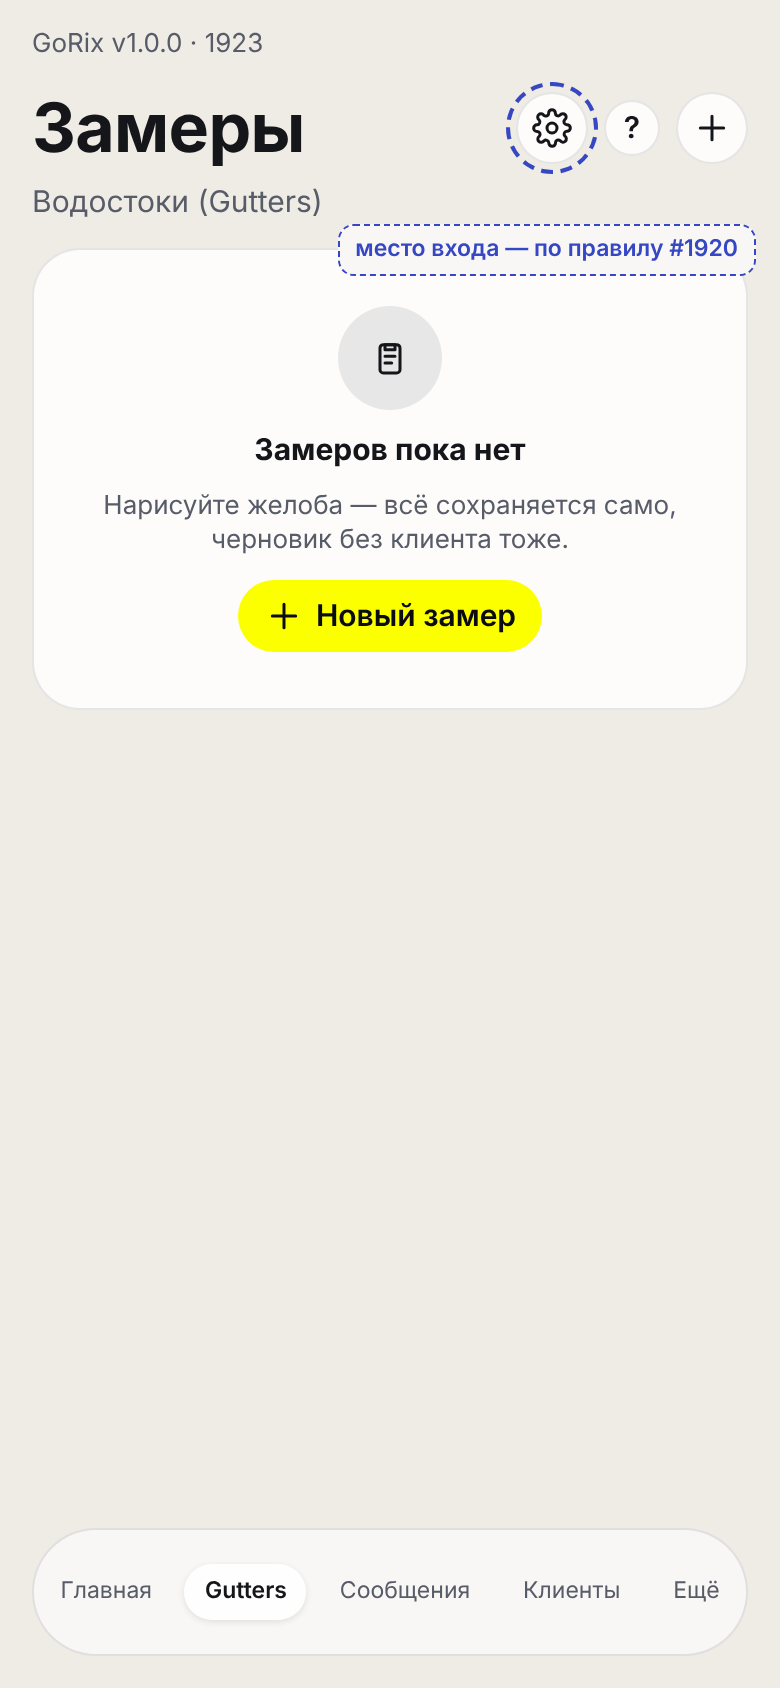 GoRix v1.0.0 · 1923
Замеры
?
Водостоки (Gutters)
место входа — по правилу #1920
Замеров пока нет
Нарисуйте желоба — всё сохраняется само,
черновик без клиента тоже.
Новый замер
Главная
Gutters
Сообщения
Клиенты
Ещё